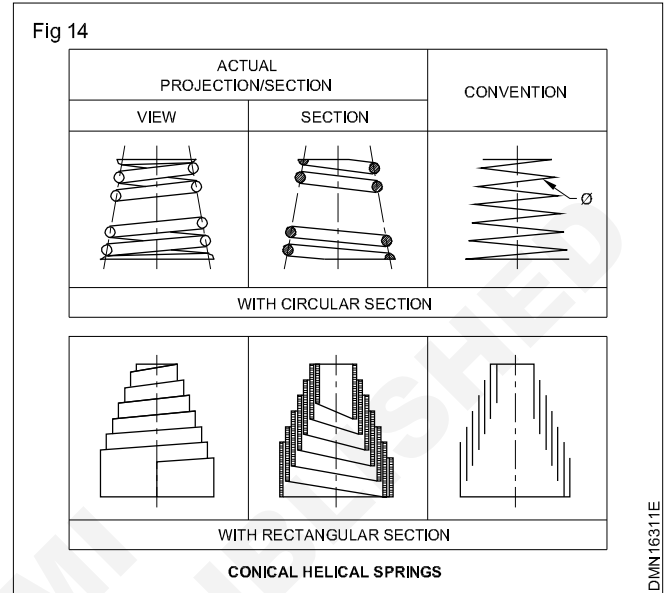 Fig 14
ACTUAL
PROJECTION/SECTION
CONVENTION
VIEW
SECTION
Ø
WITH CIRCULAR SECTION
WITH RECTANGULAR SECTION
CONICAL HELICAL SPRINGS
DMN16311E